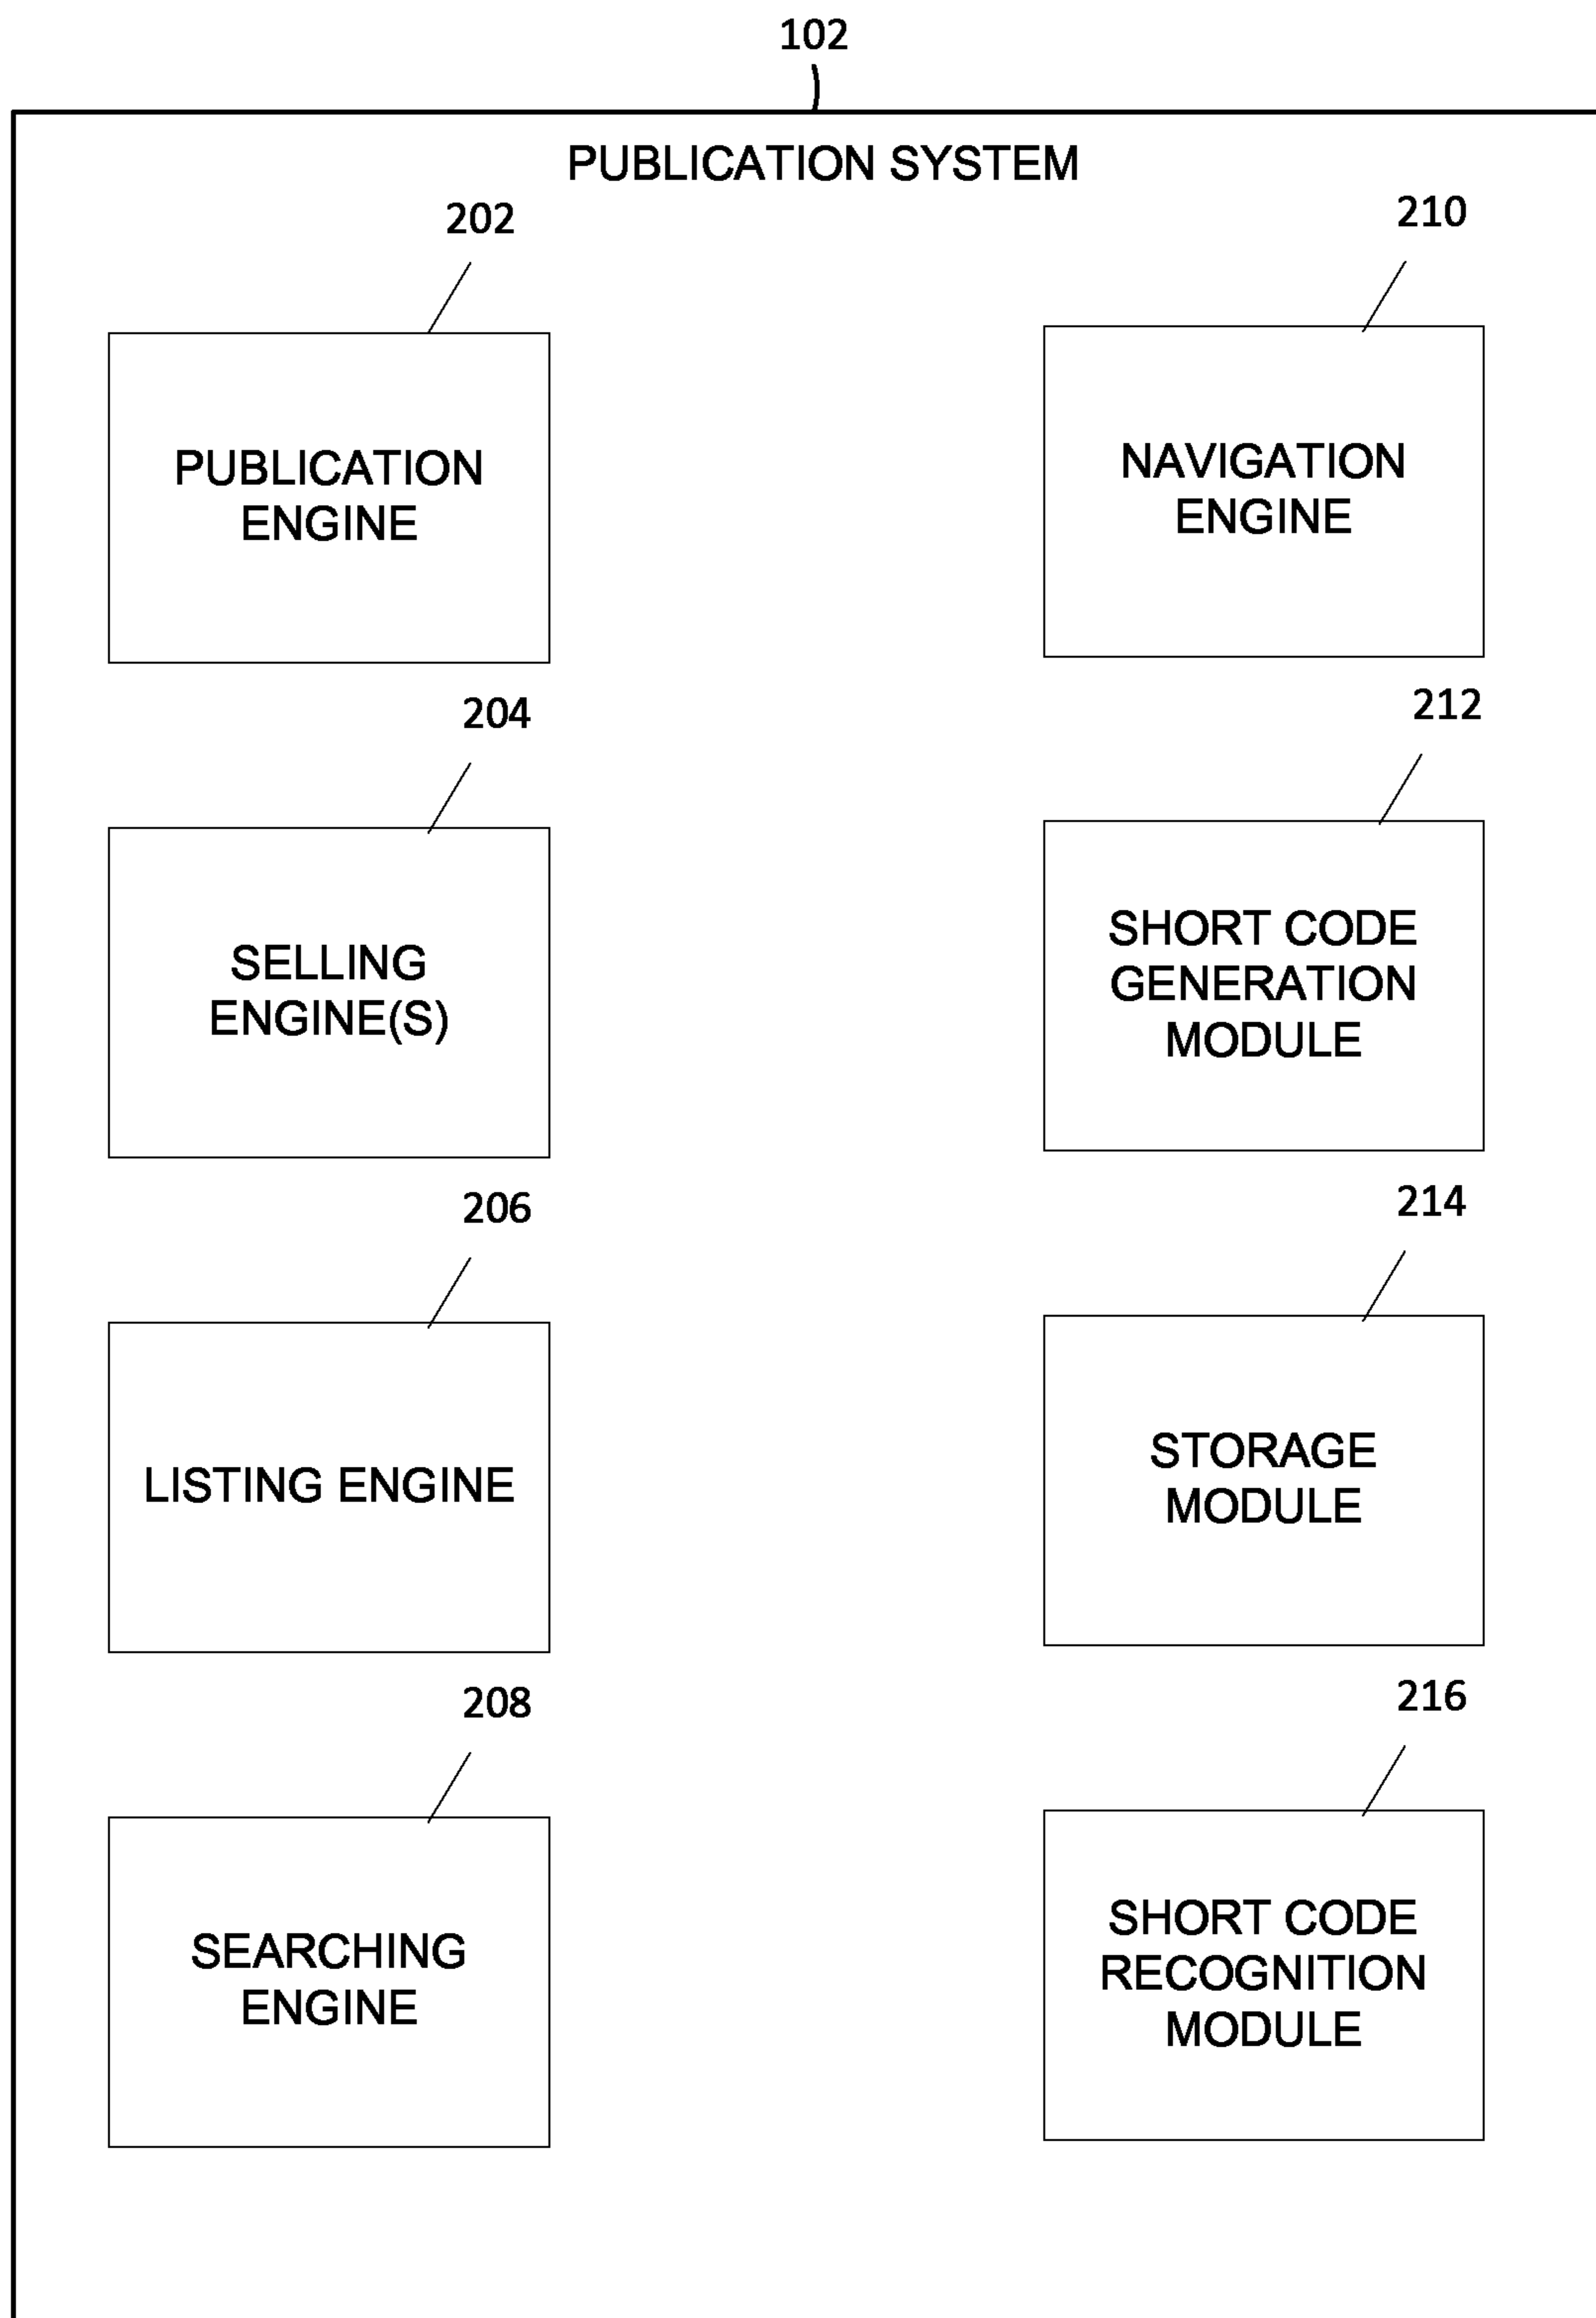 102
PUBLICATION SYSTEM
202
PUBLICATION
ENGINE
204
SELLING
ENGINE(S)
206
LISTING ENGINE
208
SEARCHING
ENGINE
210
NAVIGATION
ENGINE
212
SHORT CODE
GENERATION
MODULE
214
STORAGE
MODULE
216
SHORT CODE
RECOGNITION
MODULE